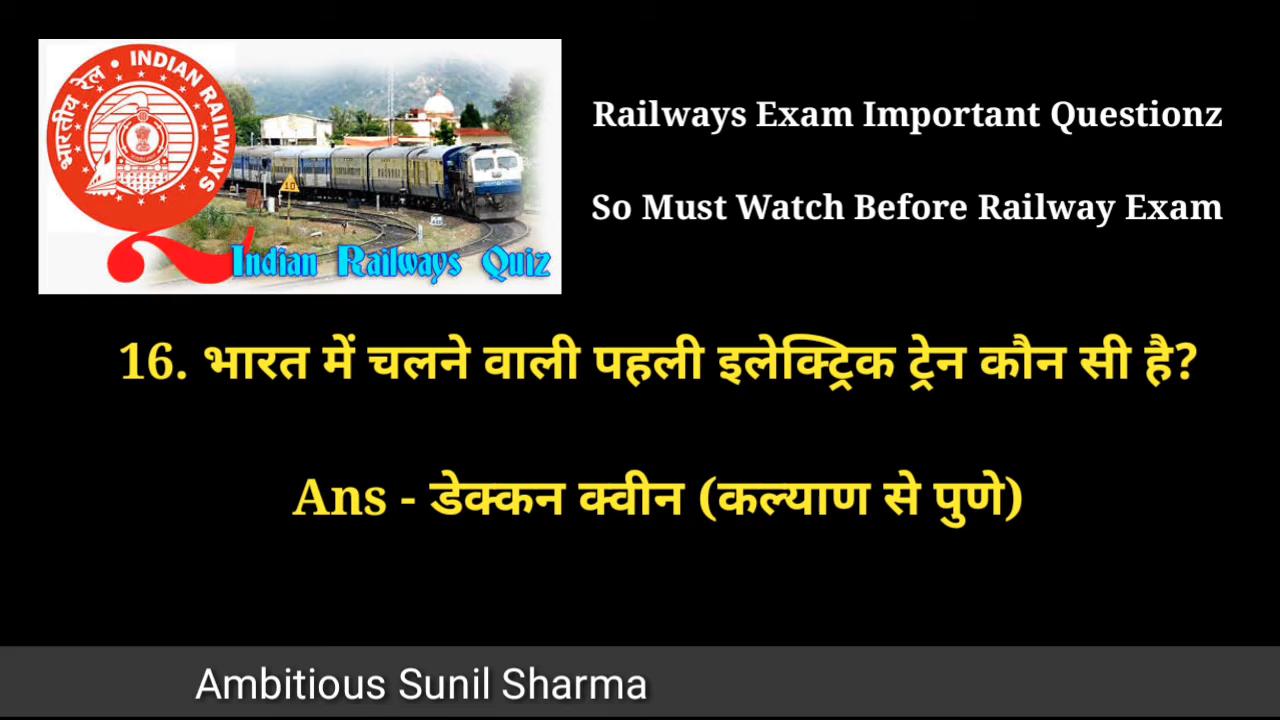 भारतीय रेल • INDIAN RAILWAYS
Indian Railways Quiz
Railways Exam Important Questionz
So Must Watch Before Railway Exam
16. भारत में चलने वाली पहली इलेक्ट्रिक ट्रेन कौन सी है?
Ans - डेक्कन क्वीन (कल्याण से पुणे)
Ambitious Sunil Sharma